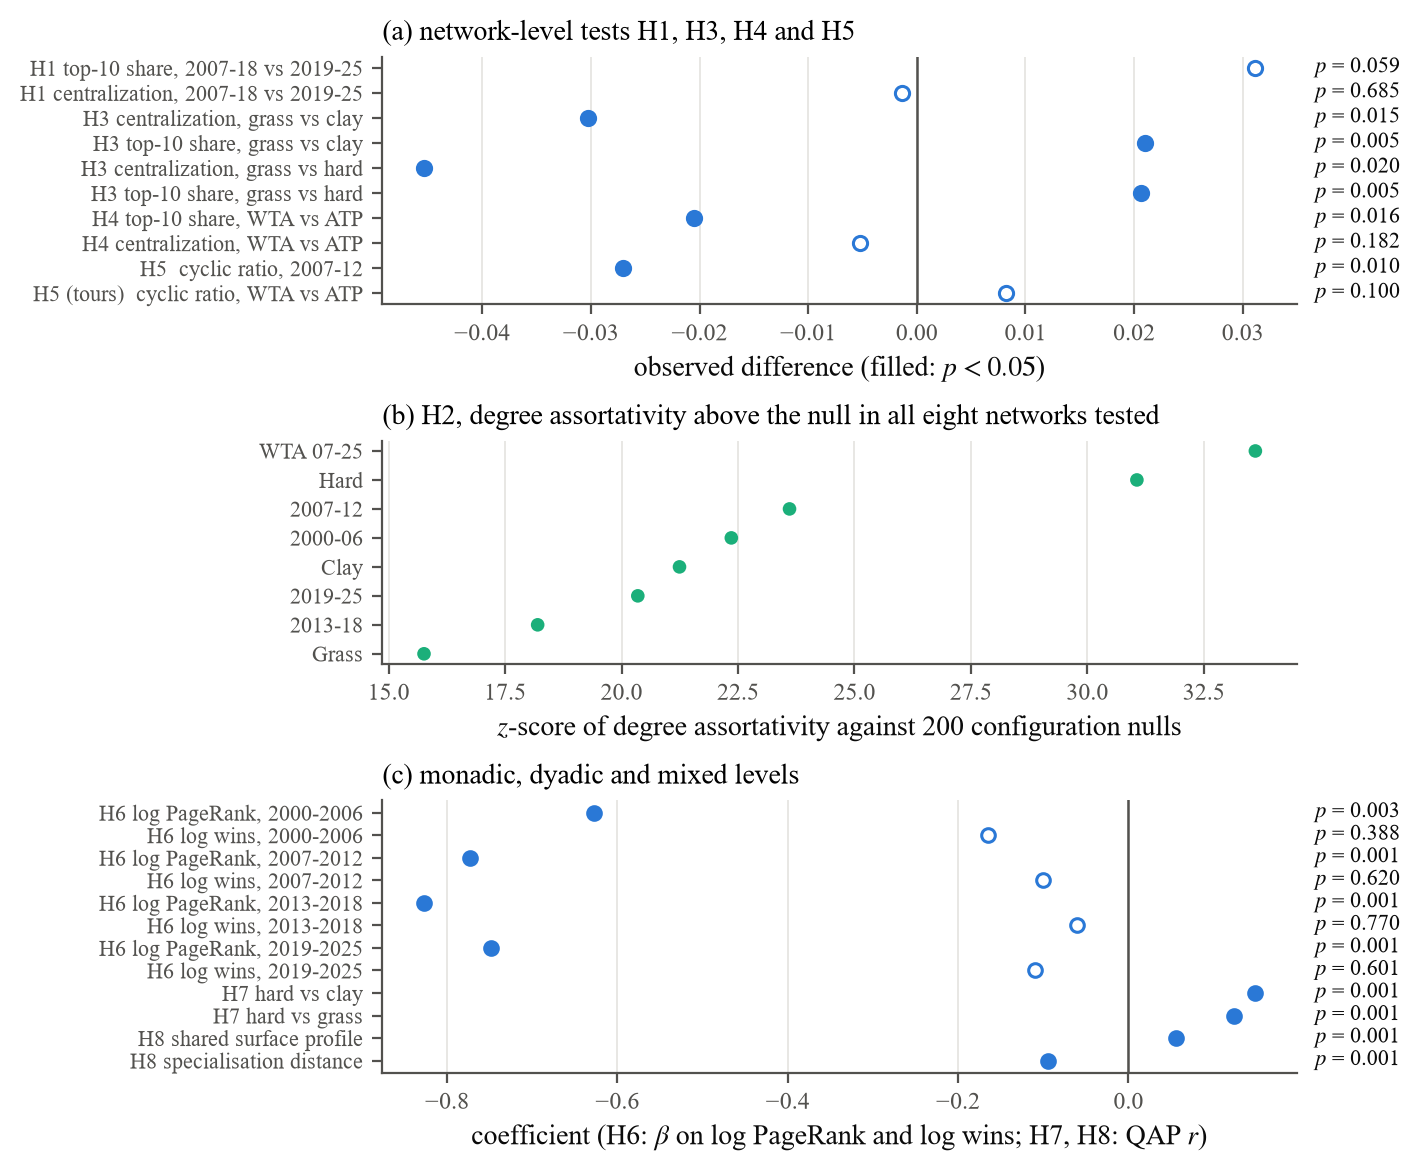 (a) network-level tests H1, H3, H4 and H5
H1 top-10 share, 2007-18 vs 2019-25 p = 0.059
H1 centralization, 2007-18 vs 2019-25 p = 0.685
H3 centralization, grass vs clay p = 0.015
H3 top-10 share, grass vs clay p = 0.005
H3 centralization, grass vs hard p = 0.020
H3 top-10 share, grass vs hard p = 0.005
H4 top-10 share, WTA vs ATP p = 0.016
H4 centralization, WTA vs ATP p = 0.182
H5  cyclic ratio, 2007-12 p = 0.010
H5 (tours)  cyclic ratio, WTA vs ATP p = 0.100
−0.04 −0.03 −0.02 −0.01 0.00 0.01 0.02 0.03
observed difference (filled: p < 0.05)
(b) H2, degree assortativity above the null in all eight networks tested
WTA 07-25
Hard
2007-12
2000-06
Clay
2019-25
2013-18
Grass
15.0 17.5 20.0 22.5 25.0 27.5 30.0 32.5
z-score of degree assortativity against 200 configuration nulls
(c) monadic, dyadic and mixed levels
H6 log PageRank, 2000-2006 p = 0.003
H6 log wins, 2000-2006 p = 0.388
H6 log PageRank, 2007-2012 p = 0.001
H6 log wins, 2007-2012 p = 0.620
H6 log PageRank, 2013-2018 p = 0.001
H6 log wins, 2013-2018 p = 0.770
H6 log PageRank, 2019-2025 p = 0.001
H6 log wins, 2019-2025 p = 0.601
H7 hard vs clay p = 0.001
H7 hard vs grass p = 0.001
H8 shared surface profile p = 0.001
H8 specialisation distance p = 0.001
−0.8 −0.6 −0.4 −0.2 0.0
coefficient (H6: β on log PageRank and log wins; H7, H8: QAP r)